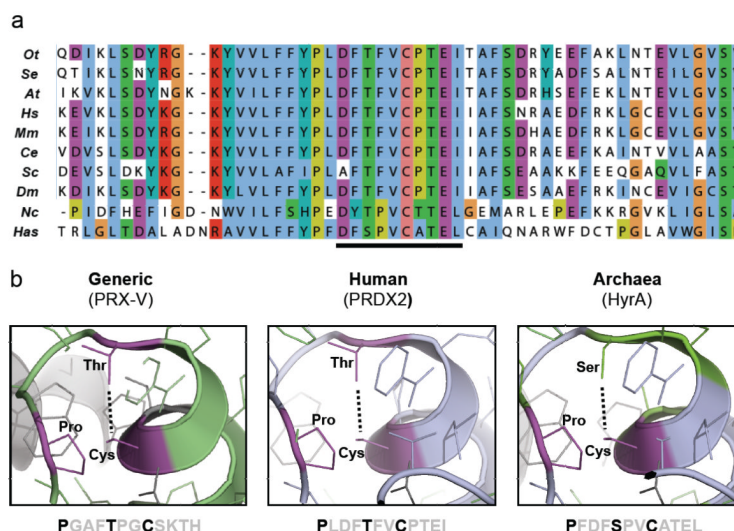 a
Ot QDIKLSDYRG--KYVVLFFYPLDFTFVCPTEITAFSDRYEEFAKLNTEVLGVS
Se QTIKLSNYRG--KYVVLFFYPLDFTFVCPTEITAFSDRYADFSALNTEILGVS
At IKVKLSDYNGK-KYVVLFFYPLDFTFVCPTEITAFSDRHSEFEKLNTEVLGVS
Hs KEVKLSDYKG--KYVVLFFYPLDFTFVCPTEIIAFSNRAEDFRKLGCEVLGVS
Mm KEIKLSDYKG--KYVVLFFYPLDFTFVCPTEIIAFSDHAEDFRKLGCEVLGVS
Ce VDVSLSDYKG--KYVVLFFYPLDFTFVCPTEIIAFSDRAEEFKAINTVVLAAS
Sc DEVSLDKYKG--KYVVLAFIPLAFTFVCPTEIIAFSEAAKKFEEQGAQVLFAS
Dm KDIKLSDYKG--KYLVLFFYPLDFTFVCPTEIIAFSESAAEFRKINCEVIGCS
Nc -PIDFHEFIGD-NWVILFSHPEDYTPVCTTELGEMARLEPEFKKRGVKLIGLS
Has TRLGLTDALADNRAVVLFFYPFDFSPVCATELCAIQNARWFDCTPGLAVWGIS
b
Generic Human Archaea
(PRX-V) (PRDX2) (HyrA)
Thr Thr Ser
Pro Pro Pro
Cys Cys Cys
PGAFTPGCSKTH PLDFTFVCPTEI PFDFSPVCATEL